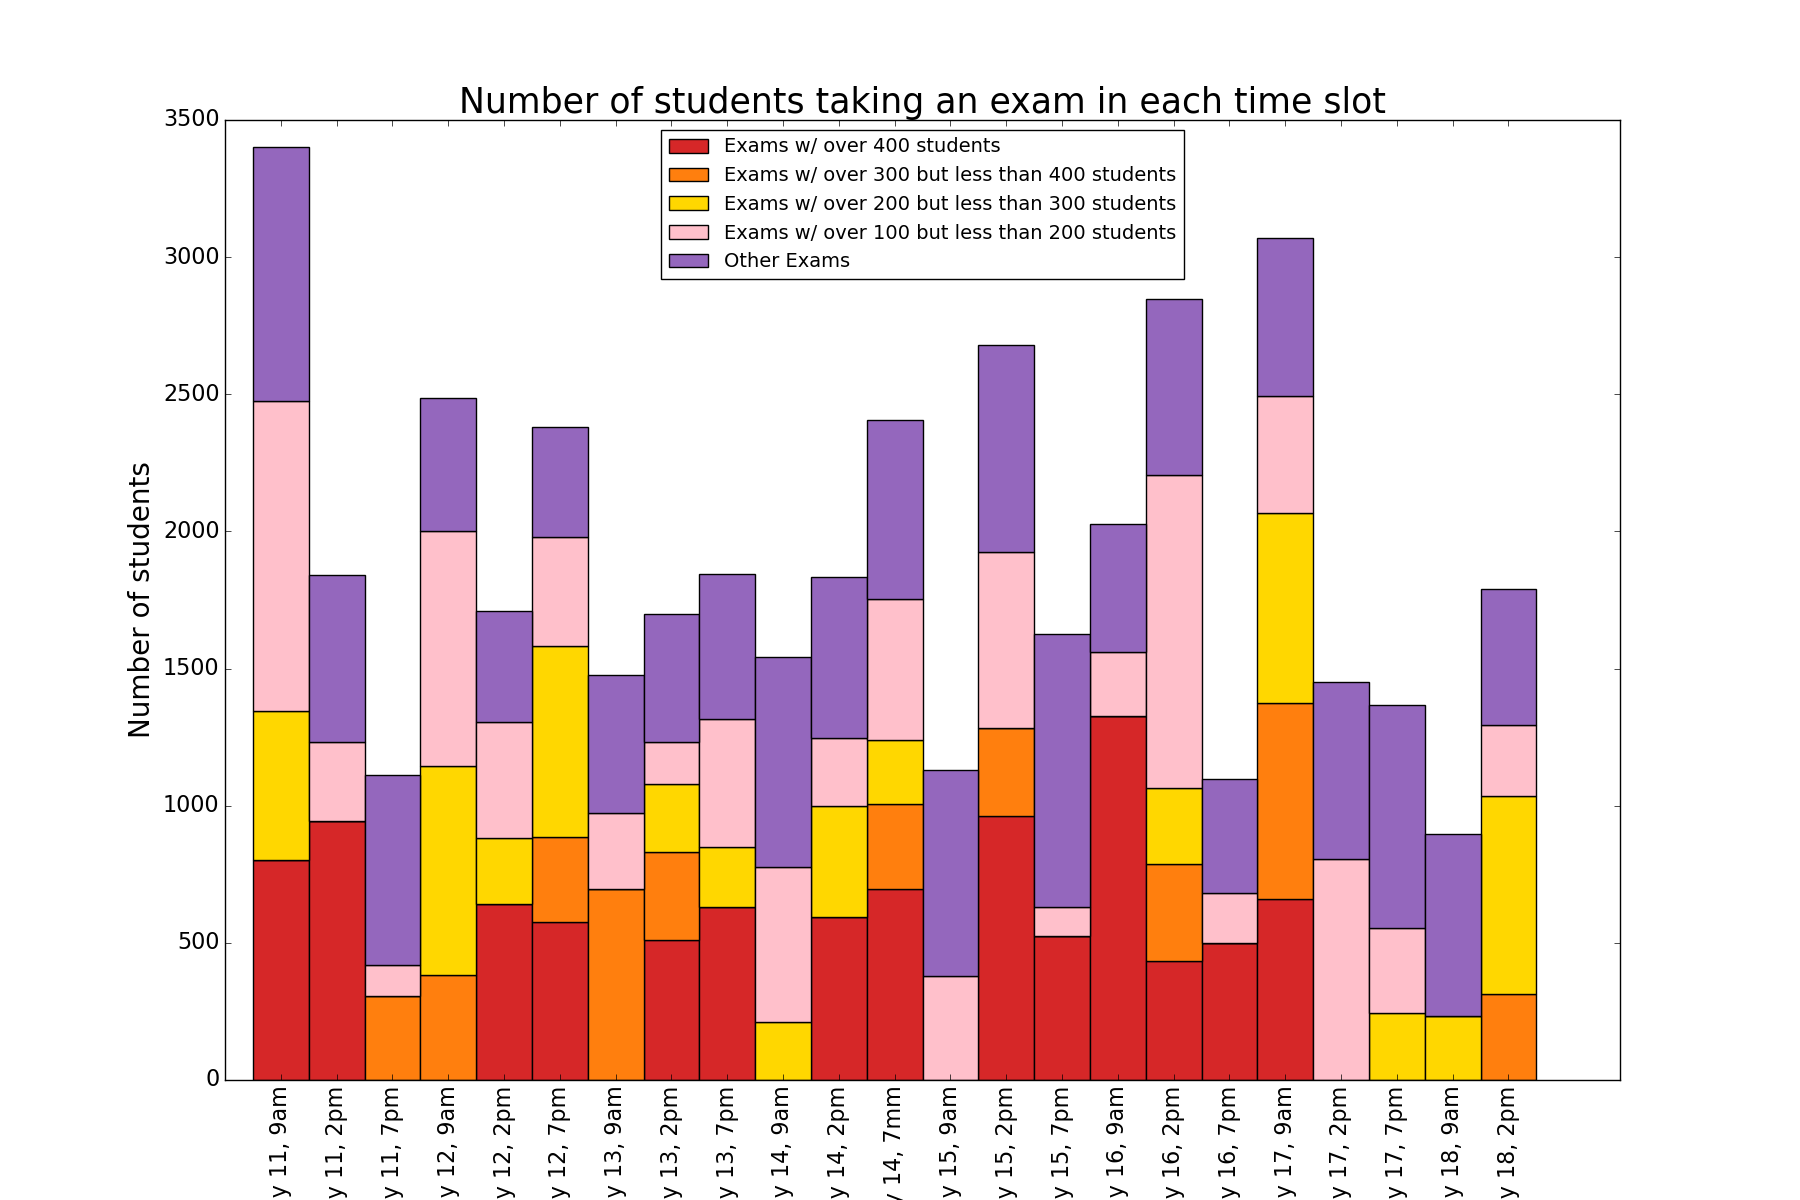 Number of students taking an exam in each time slot
Exams w/ over 400 students
Exams w/ over 300 but less than 400 students
Exams w/ over 200 but less than 300 students
Exams w/ over 100 but less than 200 students
Other Exams
Number of students
3500
3000
2500
2000
1500
1000
500
0
y 11, 9am
y 11, 2pm
y 11, 7pm
y 12, 9am
y 12, 2pm
y 12, 7pm
y 13, 9am
y 13, 2pm
y 13, 7pm
y 14, 9am
y 14, 2pm
y 14, 7mm
y 15, 9am
y 15, 2pm
y 15, 7pm
y 16, 9am
y 16, 2pm
y 16, 7pm
y 17, 9am
y 17, 2pm
y 17, 7pm
y 18, 9am
y 18, 2pm